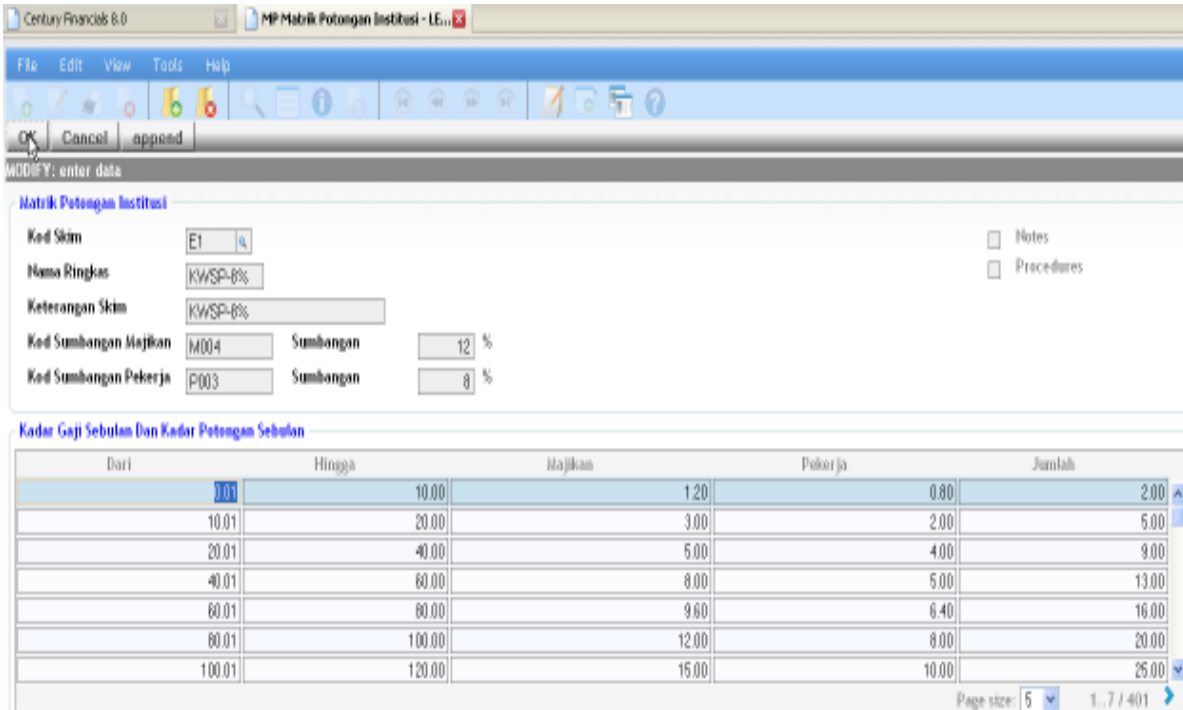 Century Financials 8.0 MP Matrik Potongan Institusi - LE...
File Edit View Tools Help
OK Cancel append
MODIFY: enter data
Matrik Potongan Institusi
Kod Skim E1 Notes
Nama Ringkas KWSP-8% Procedures
Keterangan Skim KWSP-8%
Kod Sumbangan Majikan M004 Sumbangan 12 %
Kod Sumbangan Pekerja P003 Sumbangan 8 %
Kadar Gaji Sebulan Dan Kadar Potongan Sebulan
Dari Hingga Majikan Pekerja Jumlah
0.01 10.00 1.20 0.80 2.00
10.01 20.00 3.00 2.00 5.00
20.01 40.00 5.00 4.00 9.00
40.01 60.00 8.00 5.00 13.00
60.01 80.00 9.60 6.40 16.00
80.01 100.00 12.00 8.00 20.00
100.01 120.00 15.00 10.00 25.00
Page size: 5 1..7 / 401